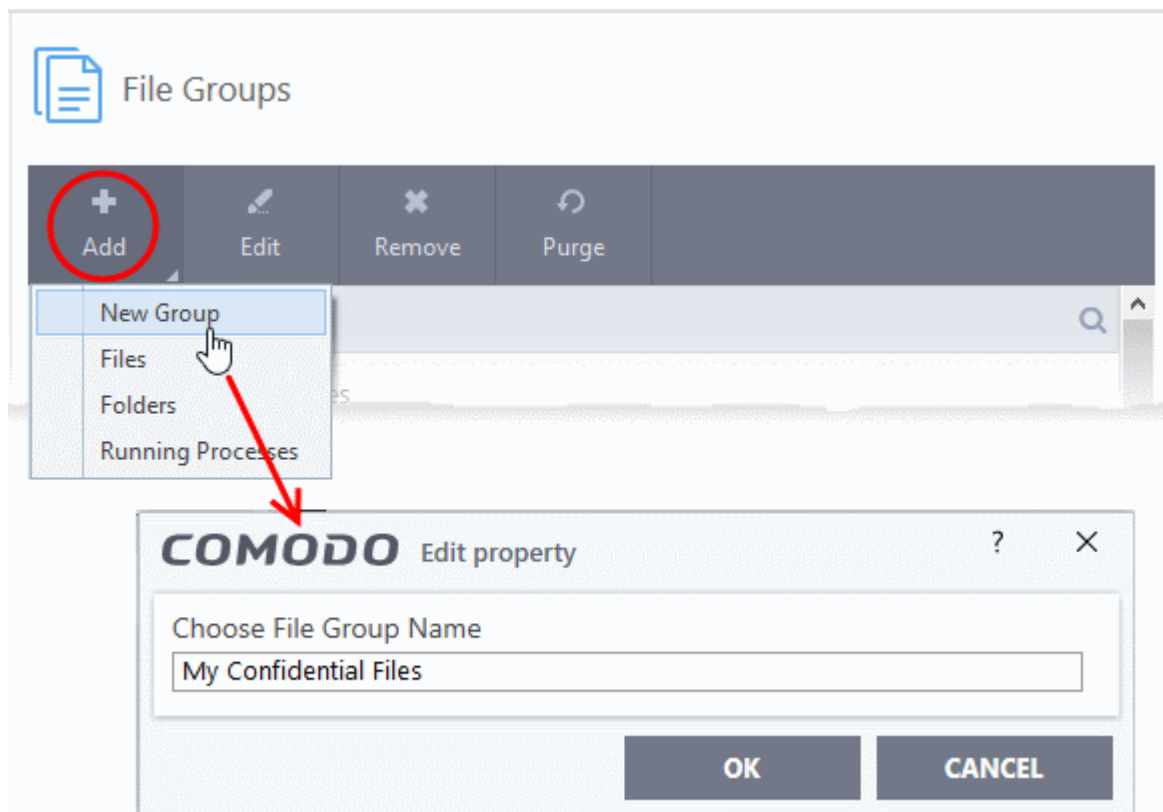 File Groups
Add Edit Remove Purge
New Group
Files
Folders
Running Processes
COMODO Edit property ?
Choose File Group Name
My Confidential Files
OK CANCEL